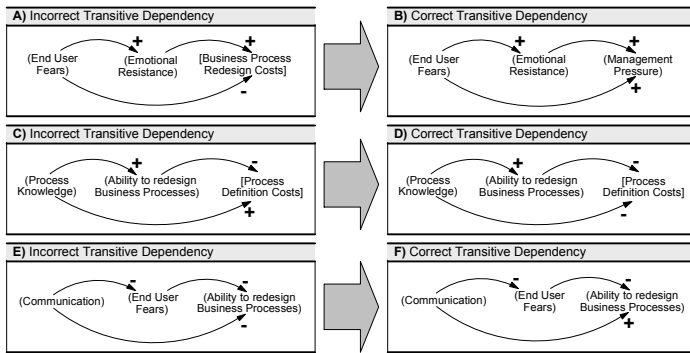 A) Incorrect Transitive Dependency
+
+
(End User
Fears)
(Emotional
Resistance)
[Business Process
Redesign Costs]
-
B) Correct Transitive Dependency
+
+
(End User
Fears)
(Emotional
Resistance)
(Management
Pressure)
+
C) Incorrect Transitive Dependency
+
-
(Process
Knowledge)
(Ability to redesign
Business Processes)
[Process
Definition Costs]
+
D) Correct Transitive Dependency
+
-
(Process
Knowledge)
(Ability to redesign
Business Processes)
[Process
Definition Costs]
-
E) Incorrect Transitive Dependency
-
-
(Communication)
(End User
Fears)
(Ability to redesign
Business Processes)
-
F) Correct Transitive Dependency
-
-
(Communication)
(End User
Fears)
(Ability to redesign
Business Processes)
+